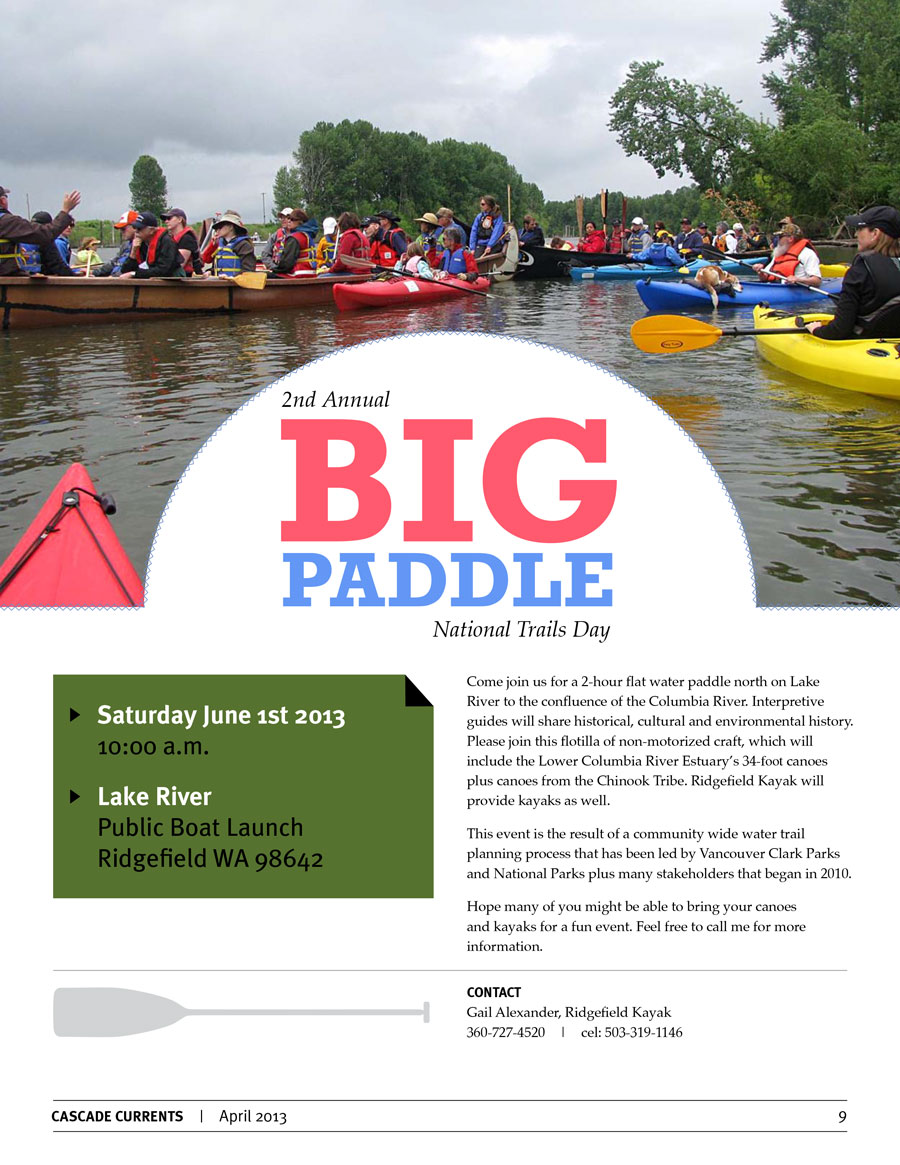 2nd Annual
BIG
PADDLE
National Trails Day
Saturday June 1st 2013
10:00 a.m.
Lake River
Public Boat Launch
Ridgefield WA 98642
Come join us for a 2-hour flat water paddle north on Lake
River to the confluence of the Columbia River. Interpretive
guides will share historical, cultural and environmental history.
Please join this flotilla of non-motorized craft, which will
include the Lower Columbia River Estuary's 34-foot canoes
plus canoes from the Chinook Tribe. Ridgefield Kayak will
provide kayaks as well.
This event is the result of a community wide water trail
planning process that has been led by Vancouver Clark Parks
and National Parks plus many stakeholders that began in 2010.
Hope many of you might be able to bring your canoes
and kayaks for a fun event. Feel free to call me for more
information.
CONTACT
Gail Alexander, Ridgefield Kayak
360-727-4520 | cel: 503-319-1146
CASCADE CURRENTS | April 2013 9